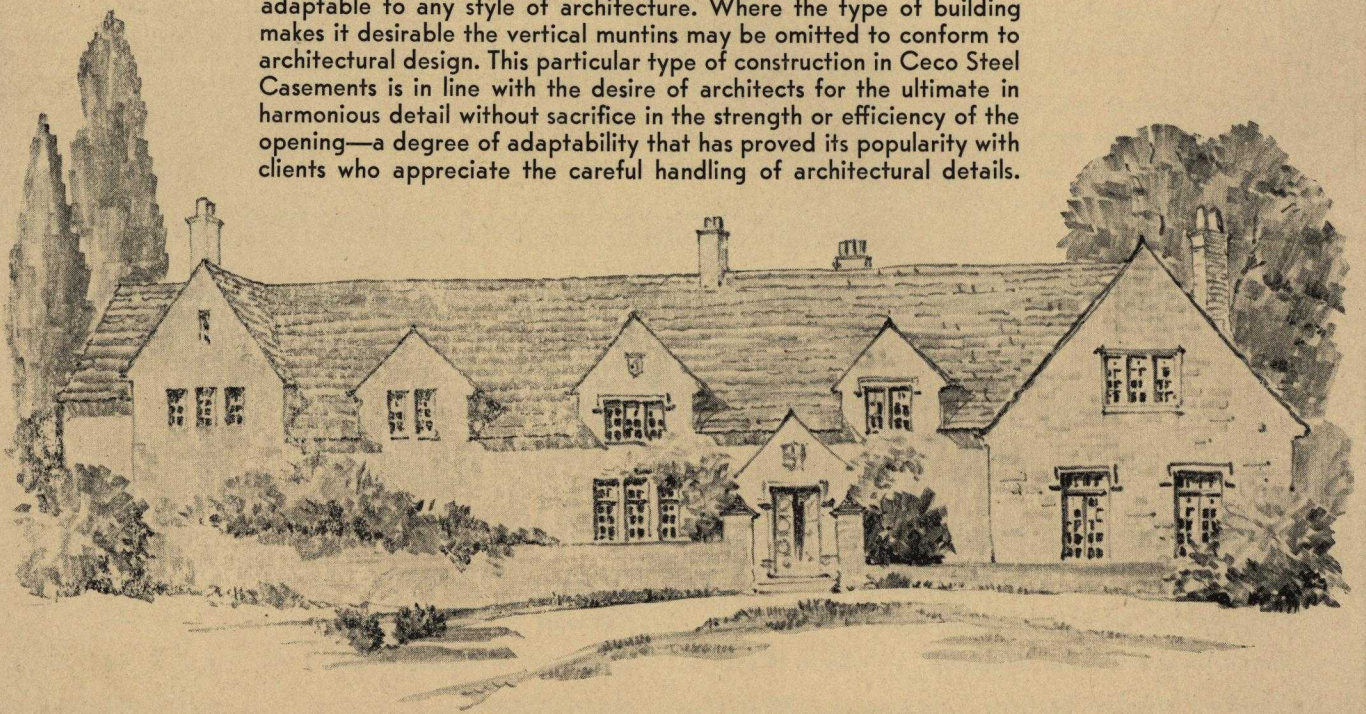 adaptable to any style of architecture. Where the type of building
makes it desirable the vertical muntins may be omitted to conform to
architectural design. This particular type of construction in Ceco Steel
Casements is in line with the desire of architects for the ultimate in
harmonious detail without sacrifice in the strength or efficiency of the
opening—a degree of adaptability that has proved its popularity with
clients who appreciate the careful handling of architectural details.